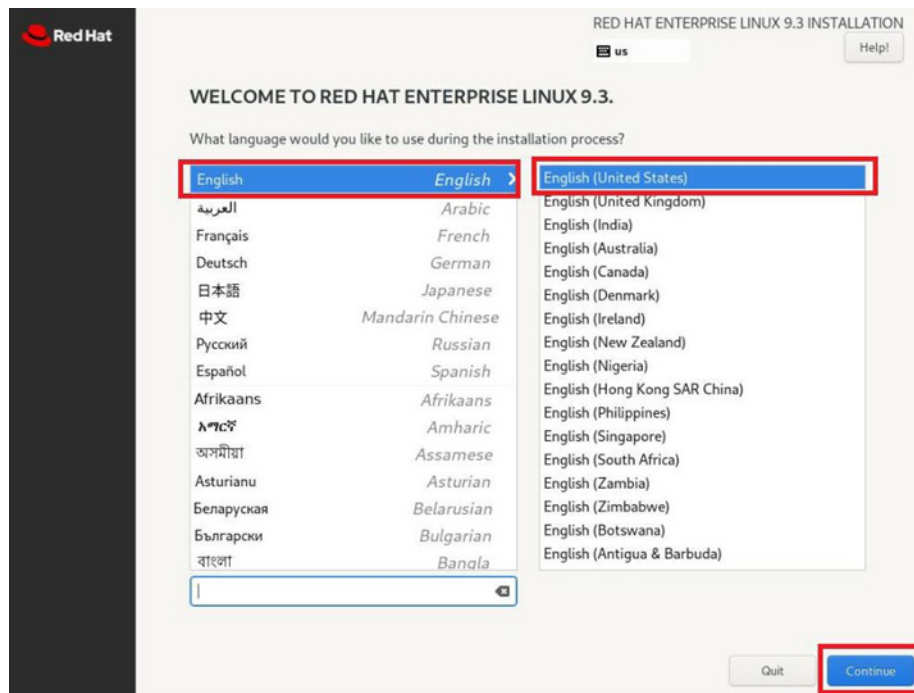 Red Hat
RED HAT ENTERPRISE LINUX 9.3 INSTALLATION
us
Help!
WELCOME TO RED HAT ENTERPRISE LINUX 9.3.
What language would you like to use during the installation process?
English English
العربية Arabic
Français French
Deutsch German
日本語 Japanese
中文 Mandarin Chinese
Русский Russian
Español Spanish
Afrikaans Afrikaans
አማርኛ Amharic
অসমীয়া Assamese
Asturianu Asturian
Беларуская Belarusian
Български Bulgarian
বাংলা Bangla
English (United States)
English (United Kingdom)
English (India)
English (Australia)
English (Canada)
English (Denmark)
English (Ireland)
English (New Zealand)
English (Nigeria)
English (Hong Kong SAR China)
English (Philippines)
English (Singapore)
English (South Africa)
English (Zambia)
English (Zimbabwe)
English (Botswana)
English (Antigua & Barbuda)
Quit
Continue